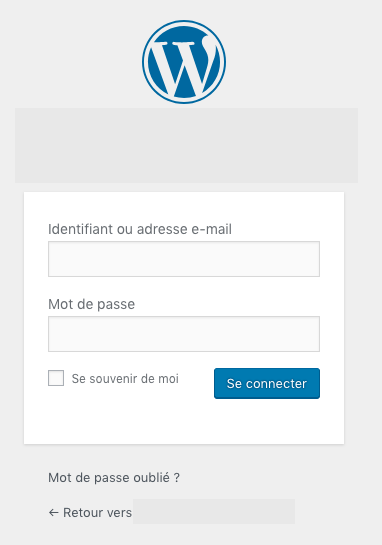 Identifiant ou adresse e-mail
Mot de passe
Se souvenir de moi
Se connecter
Mot de passe oublié ?
← Retour vers